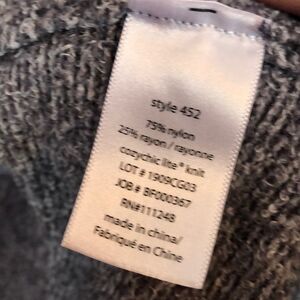 style 452
75% nylon
25% rayon / rayonne
cozychic lite® knit
LOT # 1909CG03
JOB # BF000367
RN#111248
made in china/
Fabriqué en Chine